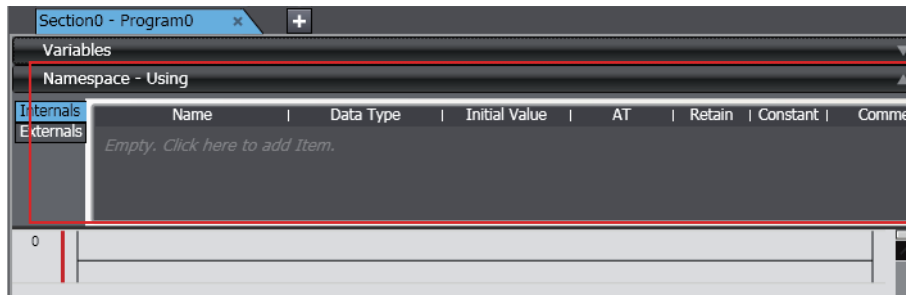 Section0 - Program0 × +
Variables
Namespace - Using
Internals Name | Data Type | Initial Value | AT | Retain | Constant | Comme
Externals
Empty. Click here to add Item.
0